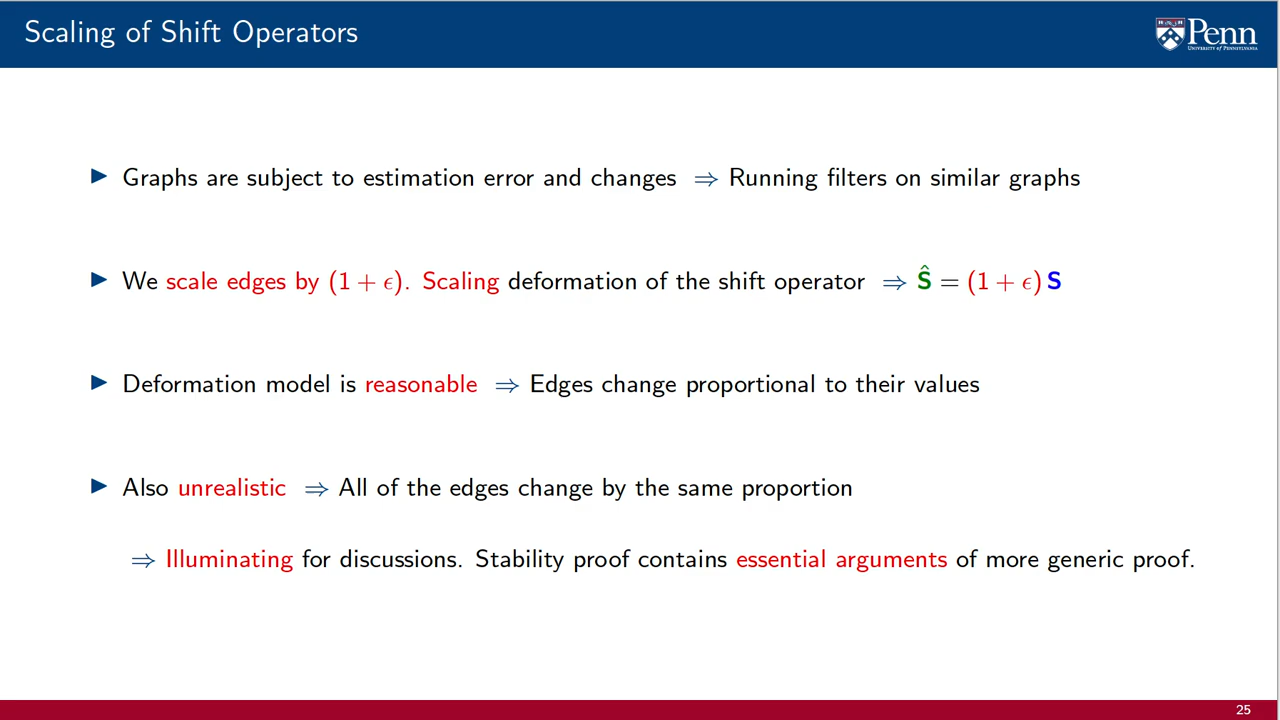 Scaling of Shift Operators
Penn
UNIVERSITY of PENNSYLVANIA
▶ Graphs are subject to estimation error and changes ⇒ Running filters on similar graphs
▶ We scale edges by (1 + ϵ). Scaling deformation of the shift operator ⇒ Ŝ = (1 + ϵ) S
▶ Deformation model is reasonable ⇒ Edges change proportional to their values
▶ Also unrealistic ⇒ All of the edges change by the same proportion
⇒ Illuminating for discussions. Stability proof contains essential arguments of more generic proof.
25